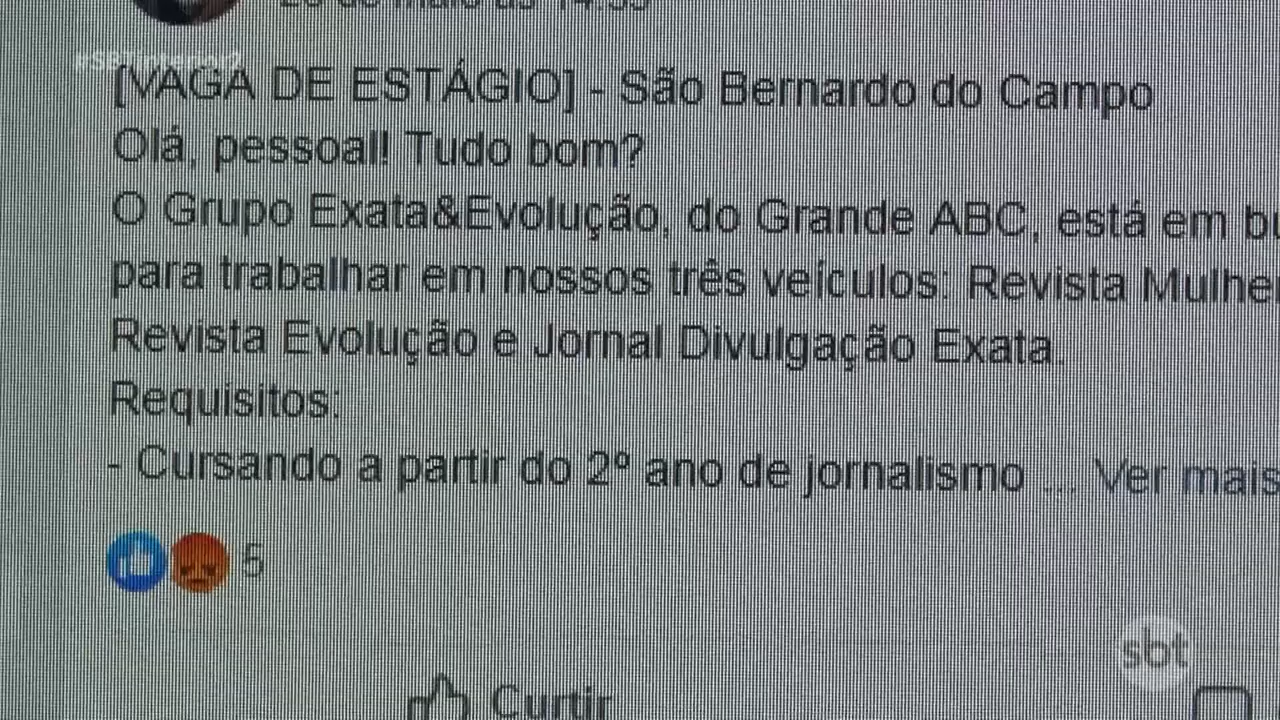 #SBTInterior2
[VAGA DE ESTÁGIO] - São Bernardo do Campo
Olá, pessoal! Tudo bom?
O Grupo Exata&Evolução, do Grande ABC, está em
para trabalhar em nossos três veículos: Revista
Revista Evolução e Jornal Divulgação Exata.
Requisitos:
- Cursando a partir do 2º ano de jornalismo ... Ver mais
5
sbt
Curtir